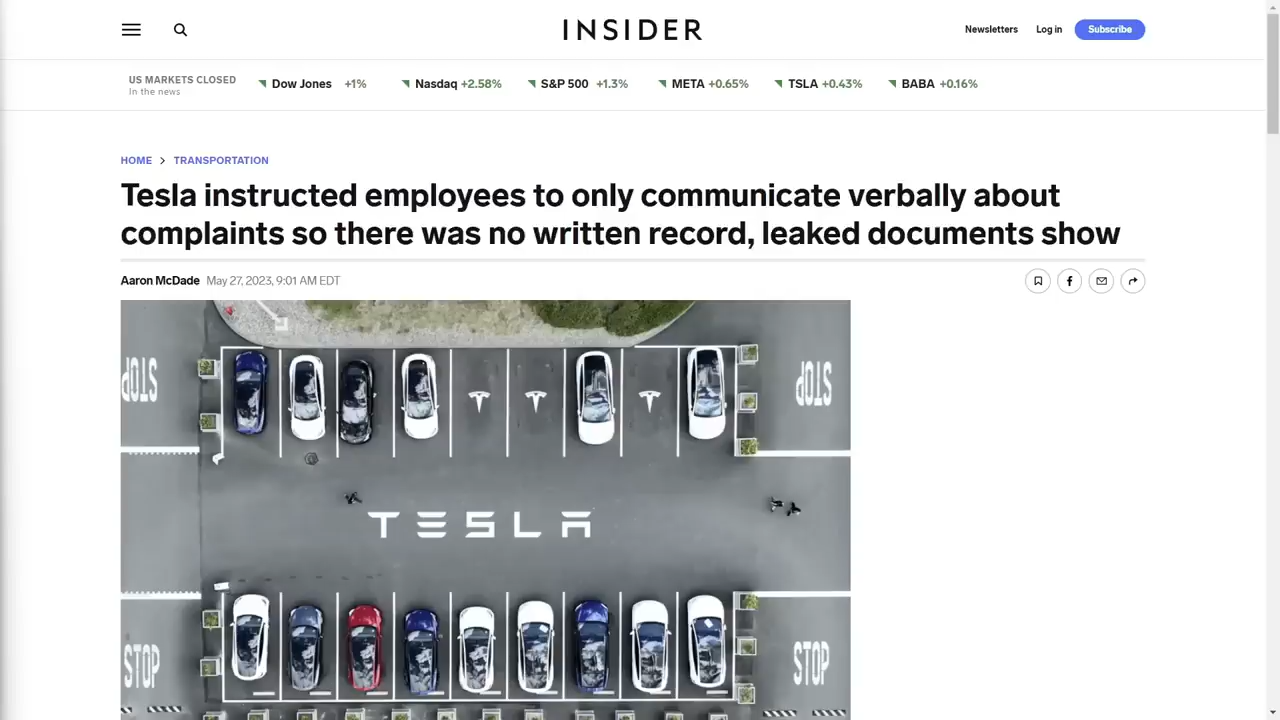 INSIDER
Newsletters Log in Subscribe
US MARKETS CLOSED
In the news
Dow Jones +1% Nasdaq +2.58% S&P 500 +1.3% META +0.65% TSLA +0.43% BABA +0.16%
HOME > TRANSPORTATION
Tesla instructed employees to only communicate verbally about
complaints so there was no written record, leaked documents show
Aaron McDade May 27, 2023, 9:01 AM EDT
STOP STOP
TESLA
STOP STOP